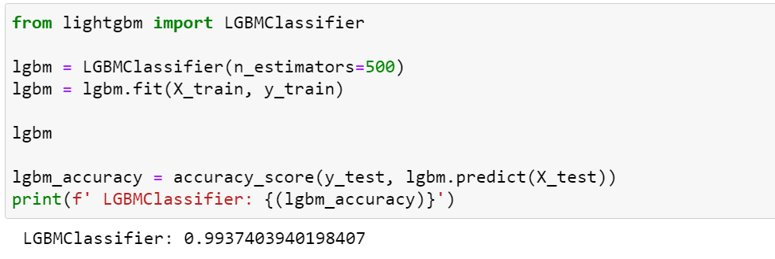 from lightgbm import LGBMClassifier
lgbm = LGBMClassifier(n_estimators=500)
lgbm = lgbm.fit(X_train, y_train)
lgbm
lgbm_accuracy = accuracy_score(y_test, lgbm.predict(X_test))
print(f' LGBMClassifier: {(lgbm_accuracy)}')
LGBMClassifier: 0.9937403940198407